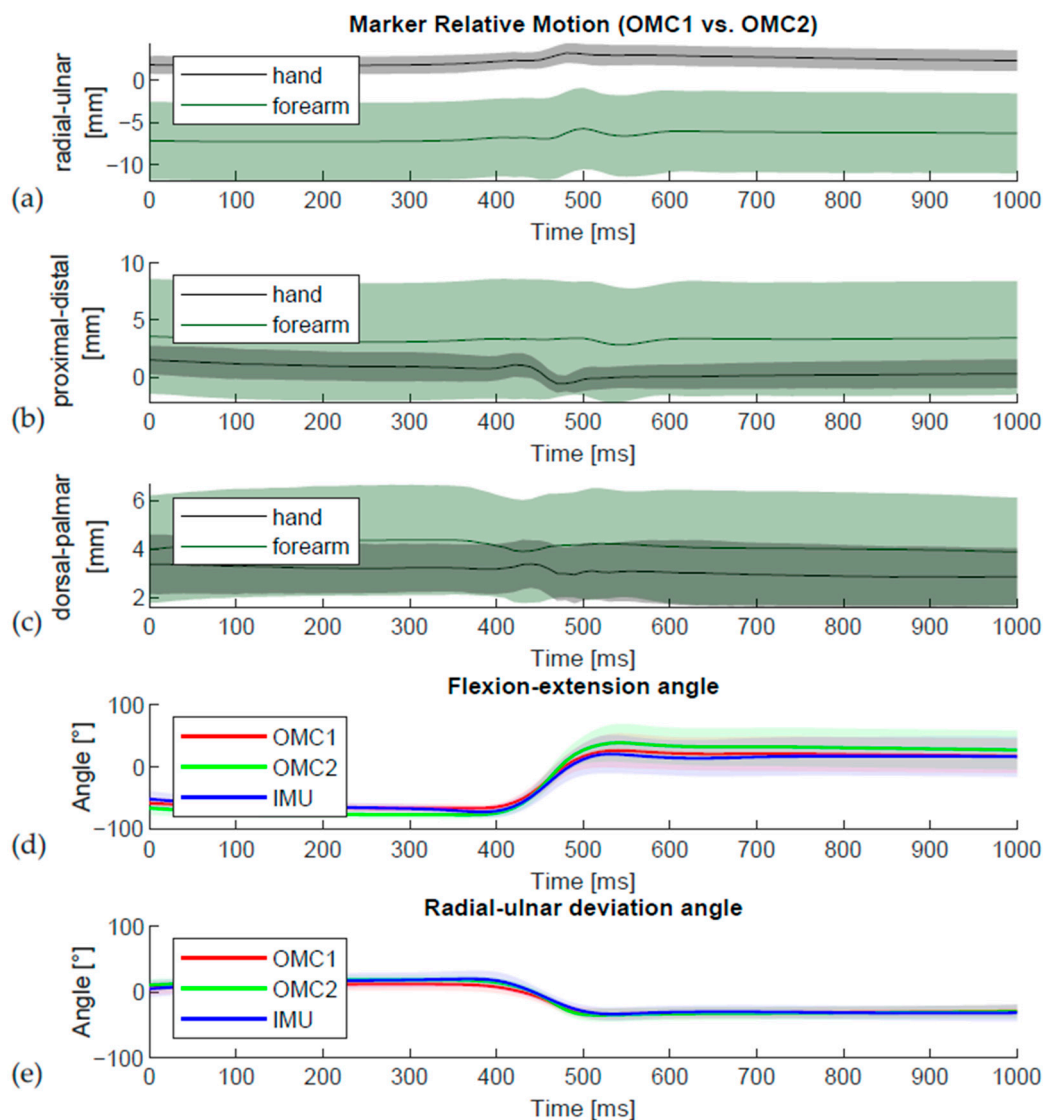 Marker Relative Motion (OMC1 vs. OMC2)
radial-ulnar
[mm]
0
−5
−10
hand
forearm
(a)
0 100 200 300 400 500 600 700 800 900 1000
Time [ms]
proximal-distal
[mm]
10
5
0
hand
forearm
(b)
0 100 200 300 400 500 600 700 800 900 1000
Time [ms]
dorsal-palmar
[mm]
6
4
2
hand
forearm
(c)
0 100 200 300 400 500 600 700 800 900 1000
Time [ms]
Flexion-extension angle
Angle [°]
100
0
−100
OMC1
OMC2
IMU
(d)
0 100 200 300 400 500 600 700 800 900 1000
Time [ms]
Radial-ulnar deviation angle
Angle [°]
100
0
−100
OMC1
OMC2
IMU
(e)
0 100 200 300 400 500 600 700 800 900 1000
Time [ms]